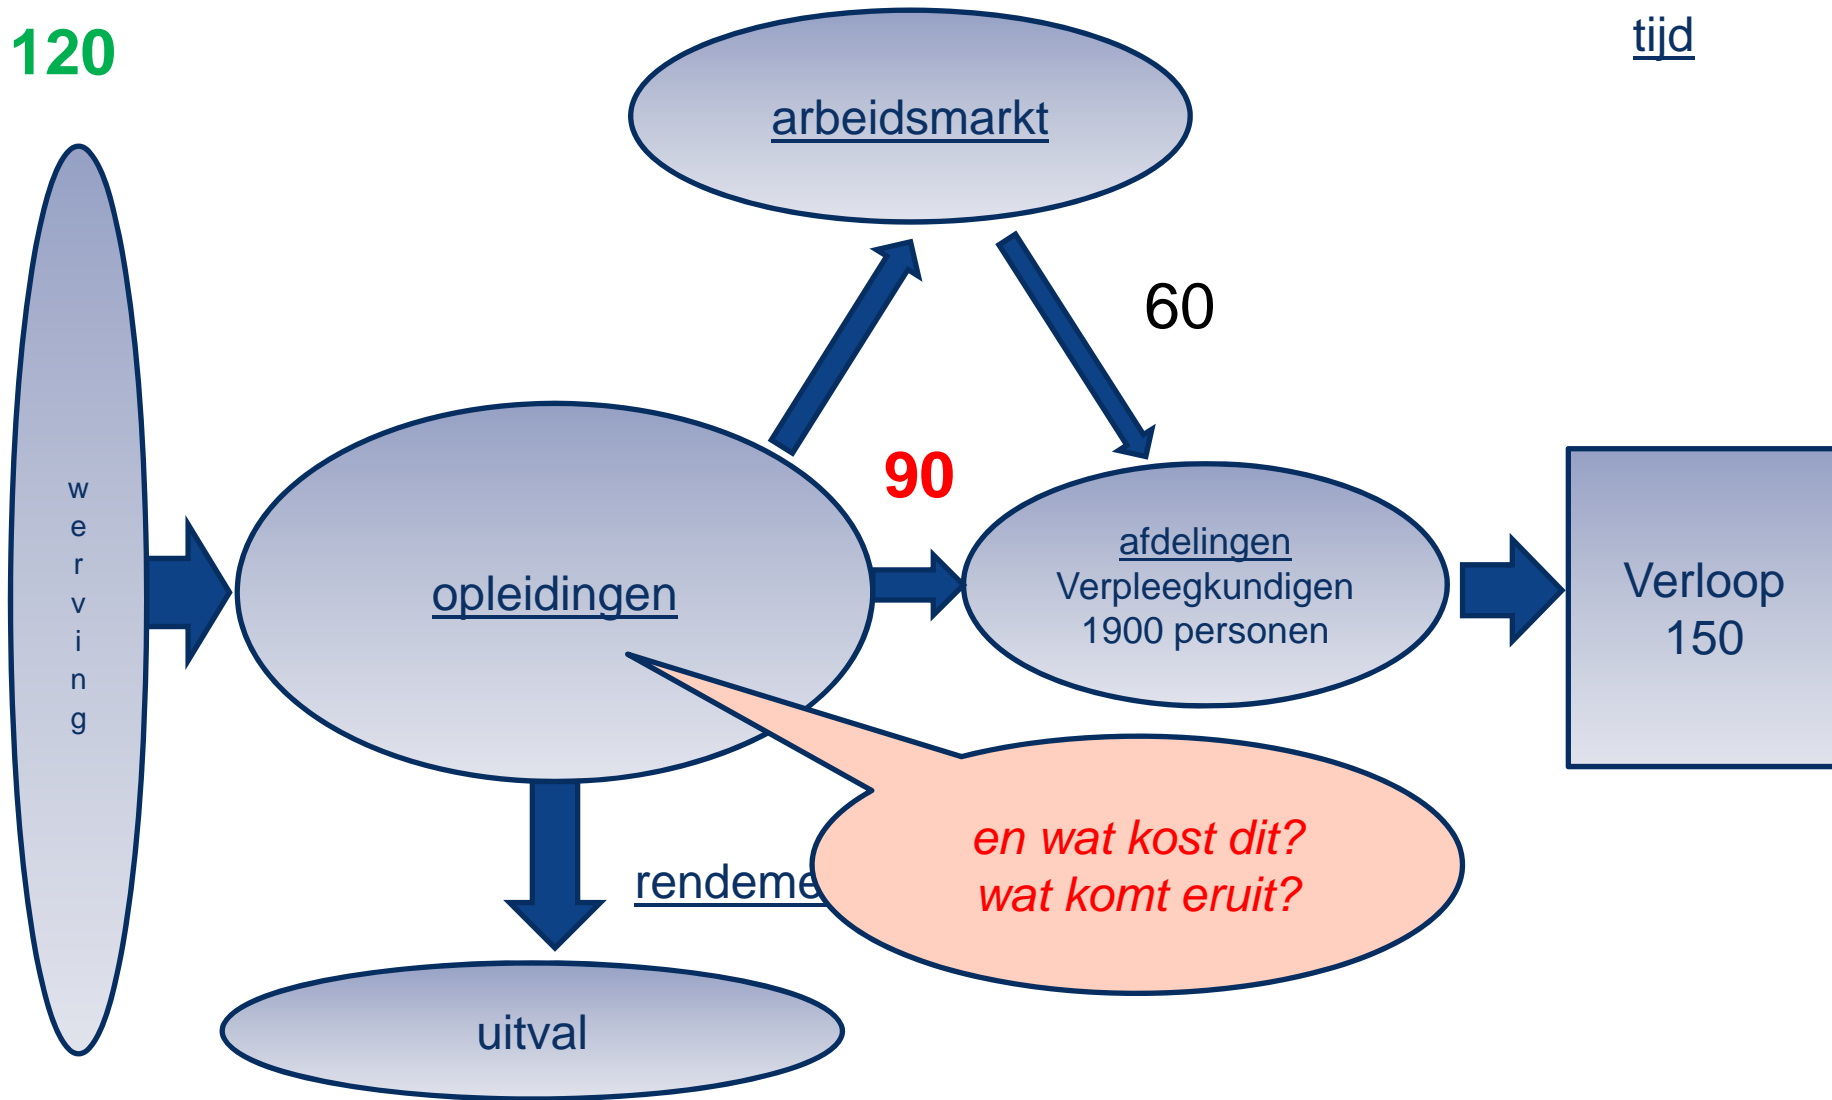 120
tijd
arbeidsmarkt
60
90
werving
opleidingen
afdelingen
Verpleegkundigen
1900 personen
Verloop
150
en wat kost dit?
wat komt eruit?
uitval